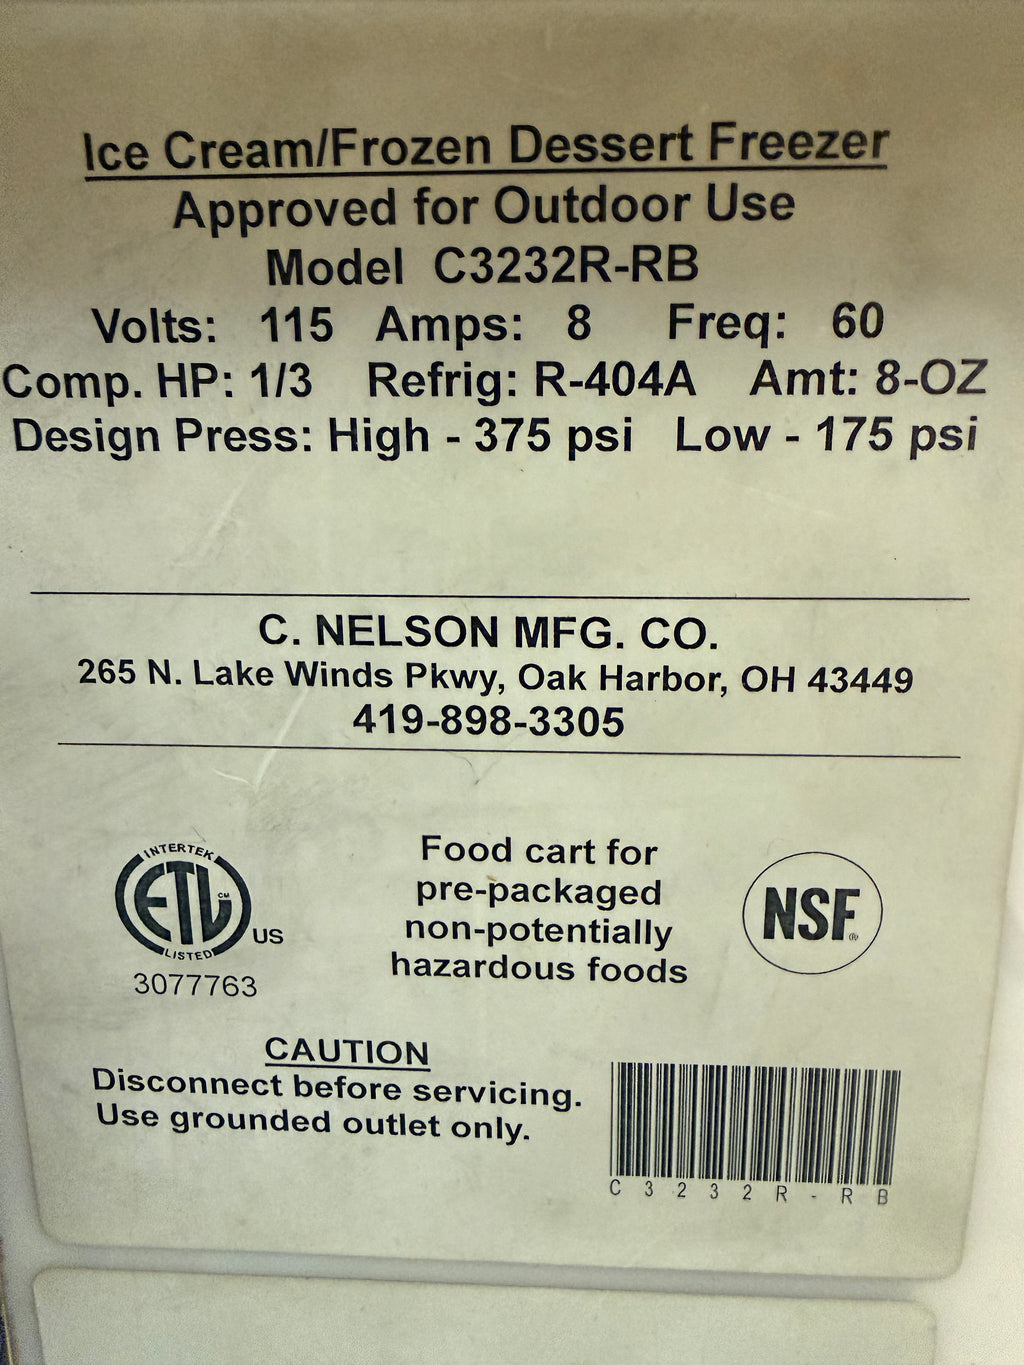 Ice Cream/Frozen Dessert Freezer
Approved for Outdoor Use
Model C3232R-RB
Volts: 115 Amps: 8 Freq: 60
Comp. HP: 1/3 Refrig: R-404A Amt: 8-OZ
Design Press: High - 375 psi Low - 175 psi
C. NELSON MFG. CO.
265 N. Lake Winds Pkwy, Oak Harbor, OH 43449
419-898-3305
INTERTEK
ETL CM
US
LISTED
3077763
Food cart for
pre-packaged
non-potentially
hazardous foods
NSF®
CAUTION
Disconnect before servicing.
Use grounded outlet only.
C3232R-RB